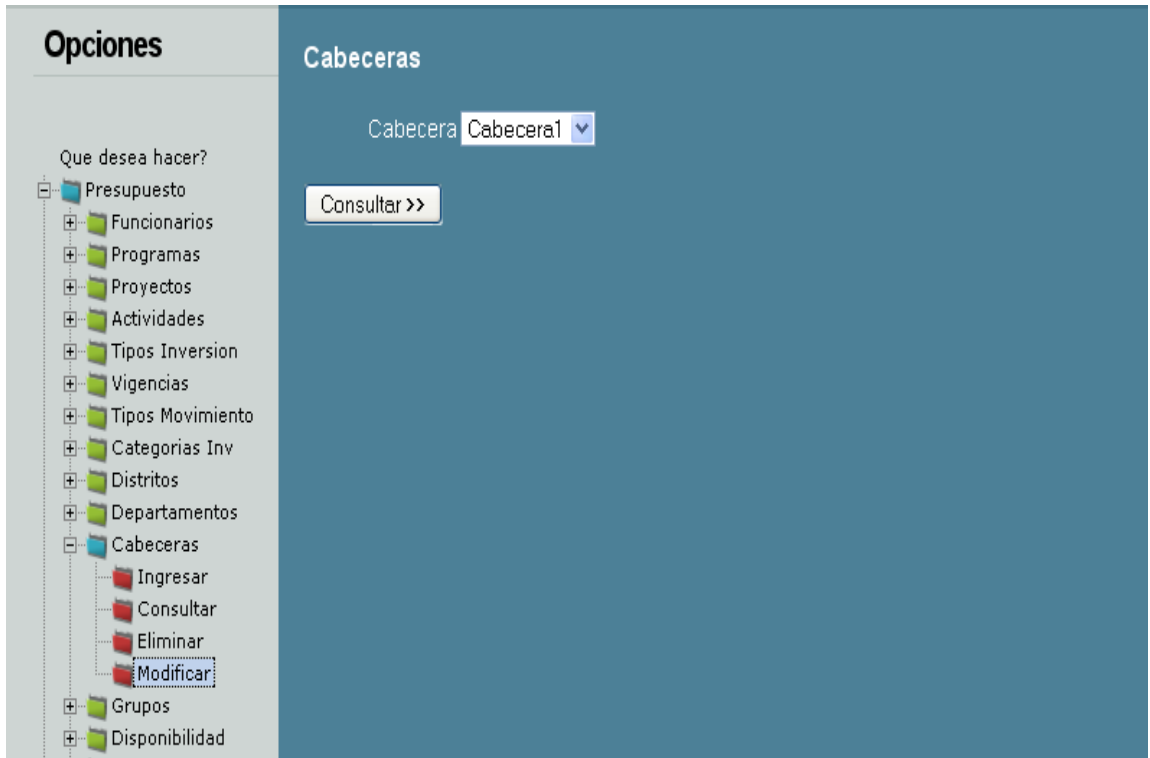 Opciones
Que desea hacer?
Presupuesto
Funcionarios
Programas
Proyectos
Actividades
Tipos Inversion
Vigencias
Tipos Movimiento
Categorias Inv
Distritos
Departamentos
Cabeceras
Ingresar
Consultar
Eliminar
Modificar
Grupos
Disponibilidad
Cabeceras
Cabecera Cabecera1
Consultar >>